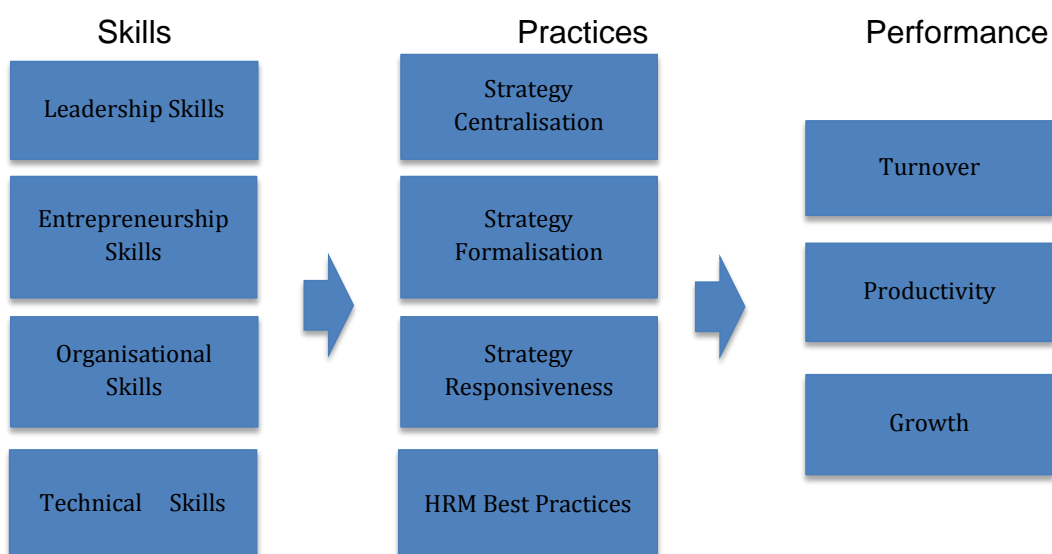 Skills
Leadership Skills
Entrepreneurship
Skills
Organisational
Skills
Technical Skills
Practices
Strategy
Centralisation
Strategy
Formalisation
Strategy
Responsiveness
HRM Best Practices
Performance
Turnover
Productivity
Growth